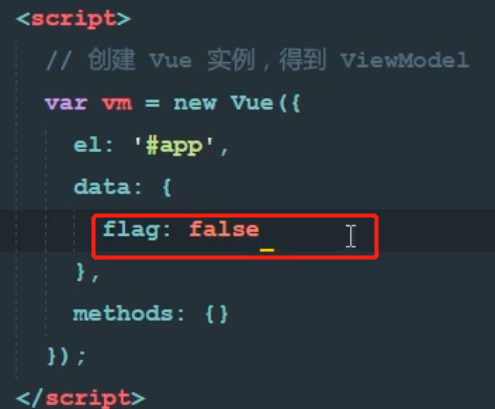 <script>
// 创建 Vue 实例，得到 ViewModel
var vm = new Vue({
el: '#app',
data: {
flag: false
},
methods: {}
});
</script>